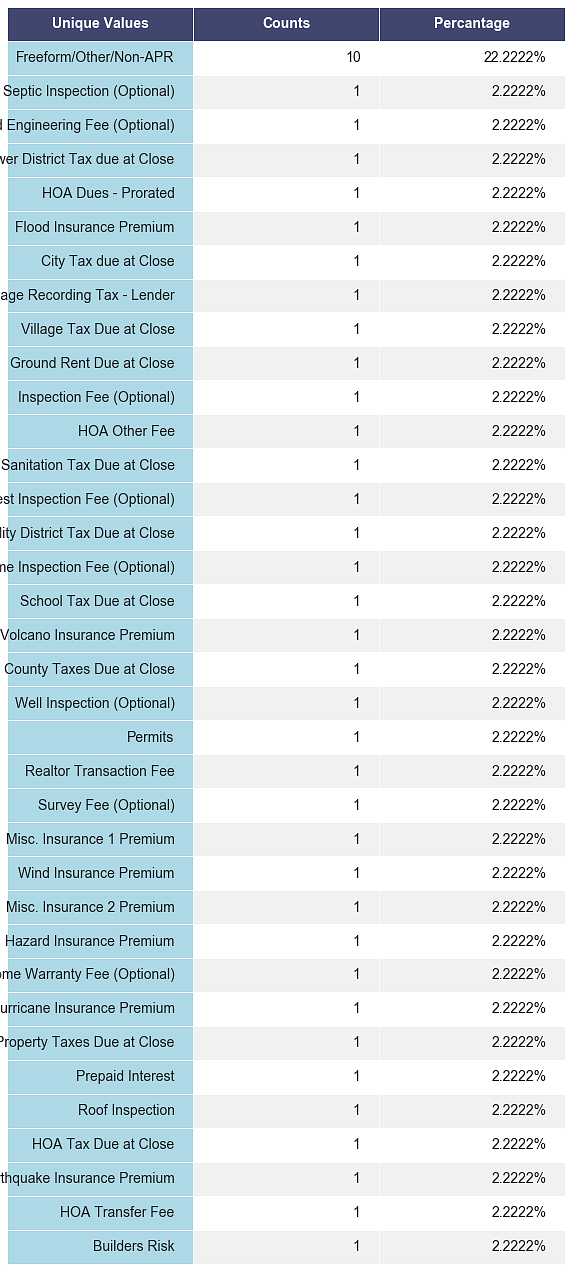 Unique Values Counts Percantage
Freeform/Other/Non-APR 10 22.2222%
Septic Inspection (Optional) 1 2.2222%
Engineering Fee (Optional) 1 2.2222%
District Tax due at Close 1 2.2222%
HOA Dues - Prorated 1 2.2222%
Flood Insurance Premium 1 2.2222%
City Tax due at Close 1 2.2222%
Recording Tax - Lender 1 2.2222%
Village Tax Due at Close 1 2.2222%
Ground Rent Due at Close 1 2.2222%
Inspection Fee (Optional) 1 2.2222%
HOA Other Fee 1 2.2222%
Sanitation Tax Due at Close 1 2.2222%
Inspection Fee (Optional) 1 2.2222%
District Tax Due at Close 1 2.2222%
Inspection Fee (Optional) 1 2.2222%
School Tax Due at Close 1 2.2222%
Volcano Insurance Premium 1 2.2222%
County Taxes Due at Close 1 2.2222%
Well Inspection (Optional) 1 2.2222%
Permits 1 2.2222%
Realtor Transaction Fee 1 2.2222%
Survey Fee (Optional) 1 2.2222%
Misc. Insurance 1 Premium 1 2.2222%
Wind Insurance Premium 1 2.2222%
Misc. Insurance 2 Premium 1 2.2222%
Hazard Insurance Premium 1 2.2222%
Warranty Fee (Optional) 1 2.2222%
urricane Insurance Premium 1 2.2222%
Property Taxes Due at Close 1 2.2222%
Prepaid Interest 1 2.2222%
Roof Inspection 1 2.2222%
HOA Tax Due at Close 1 2.2222%
thquake Insurance Premium 1 2.2222%
HOA Transfer Fee 1 2.2222%
Builders Risk 1 2.2222%